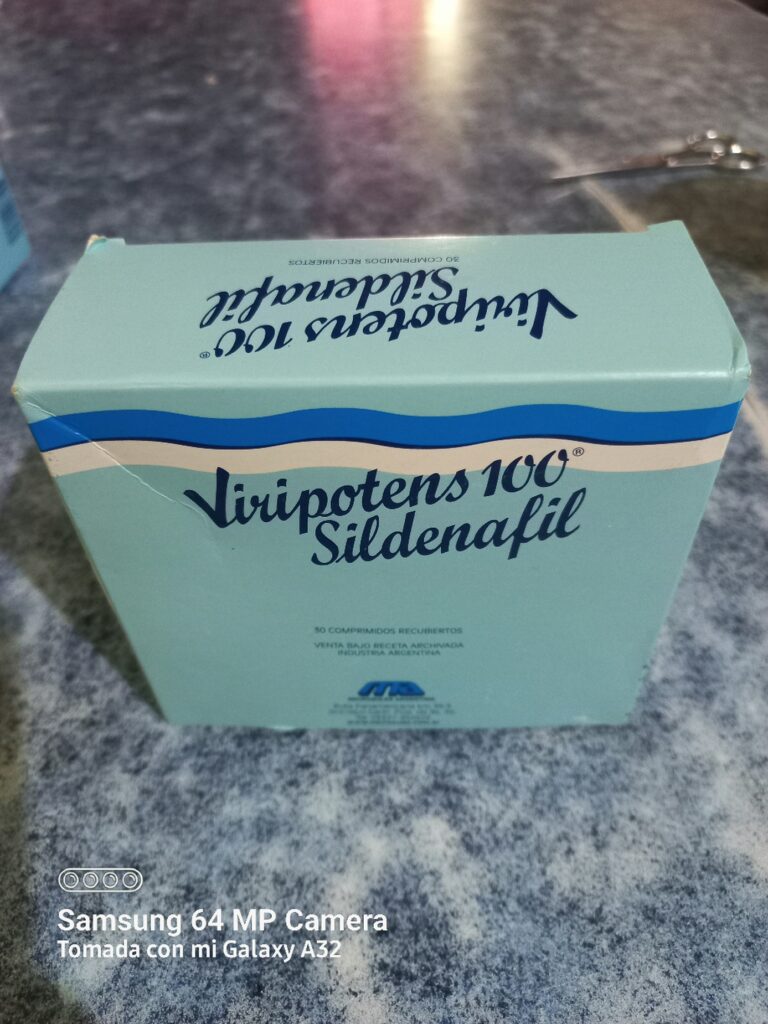 30 COMPRIMIDOS RECUBIERTOS
Sildenafil
Viripotens 100®
Viripotens 100®
Sildenafil
30 COMPRIMIDOS RECUBIERTOS
VENTA BAJO RECETA ARCHIVADA
INDUSTRIA ARGENTINA
Samsung 64 MP Camera
Tomada con mi Galaxy A32